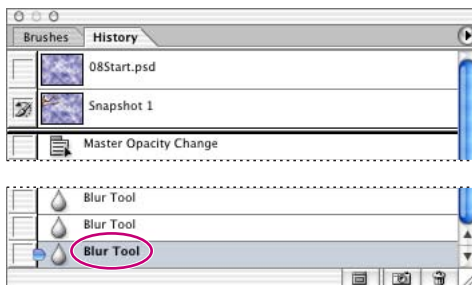 Brushes History
08Start.psd
Snapshot 1
Master Opacity Change
Blur Tool
Blur Tool
Blur Tool